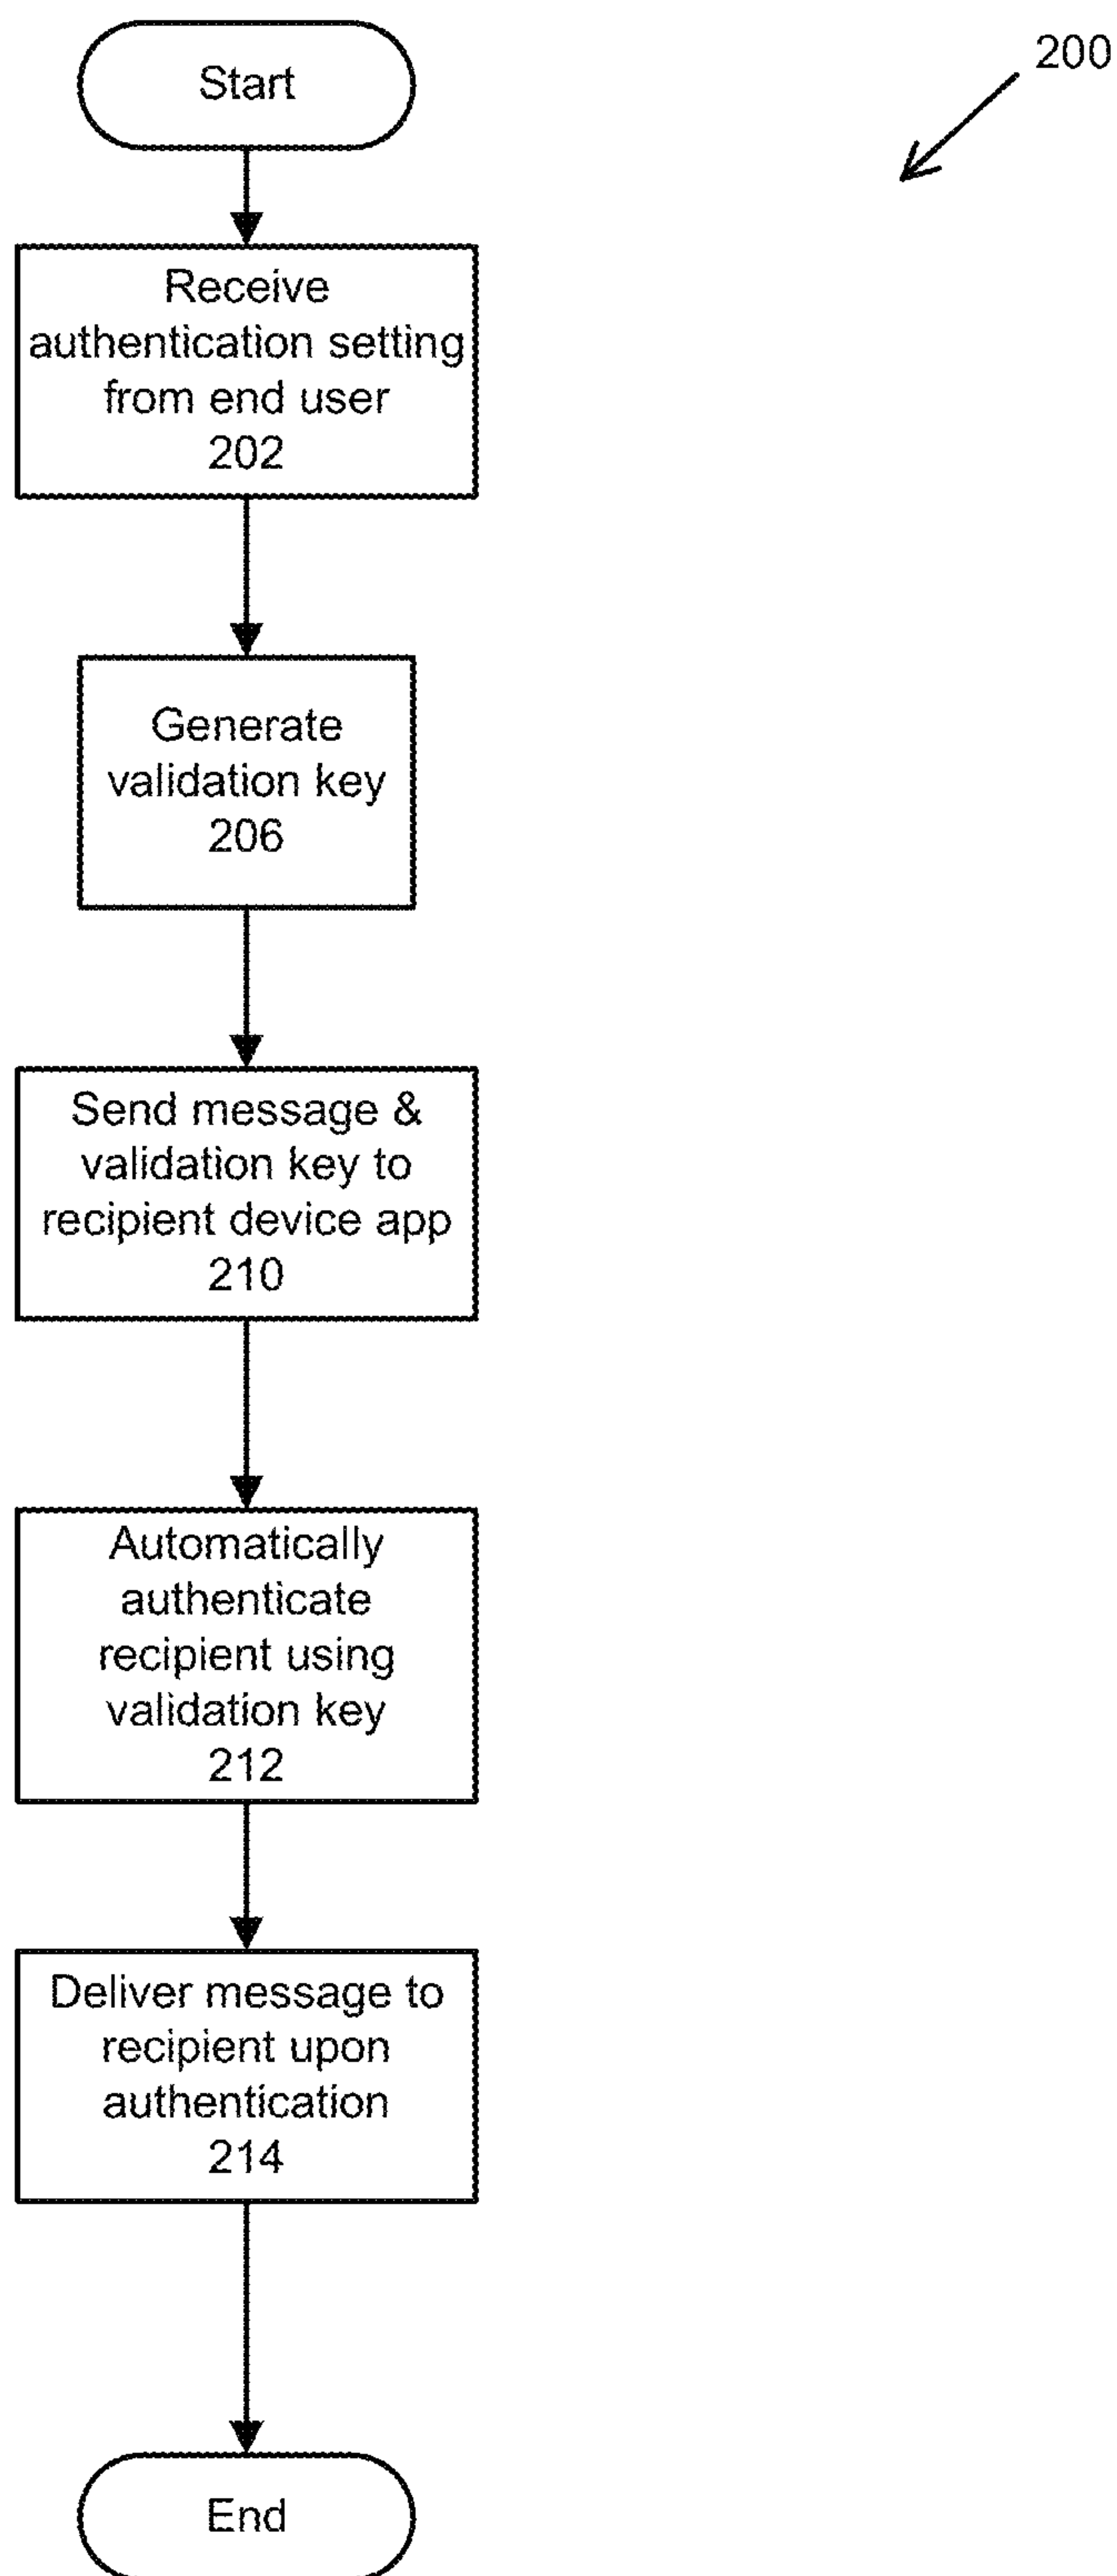 Start
200
Receive
authentication setting
from end user
202
Generate
validation key
206
Send message &
validation key to
recipient device app
210
Automatically
authenticate
recipient using
validation key
212
Deliver message to
recipient upon
authentication
214
End